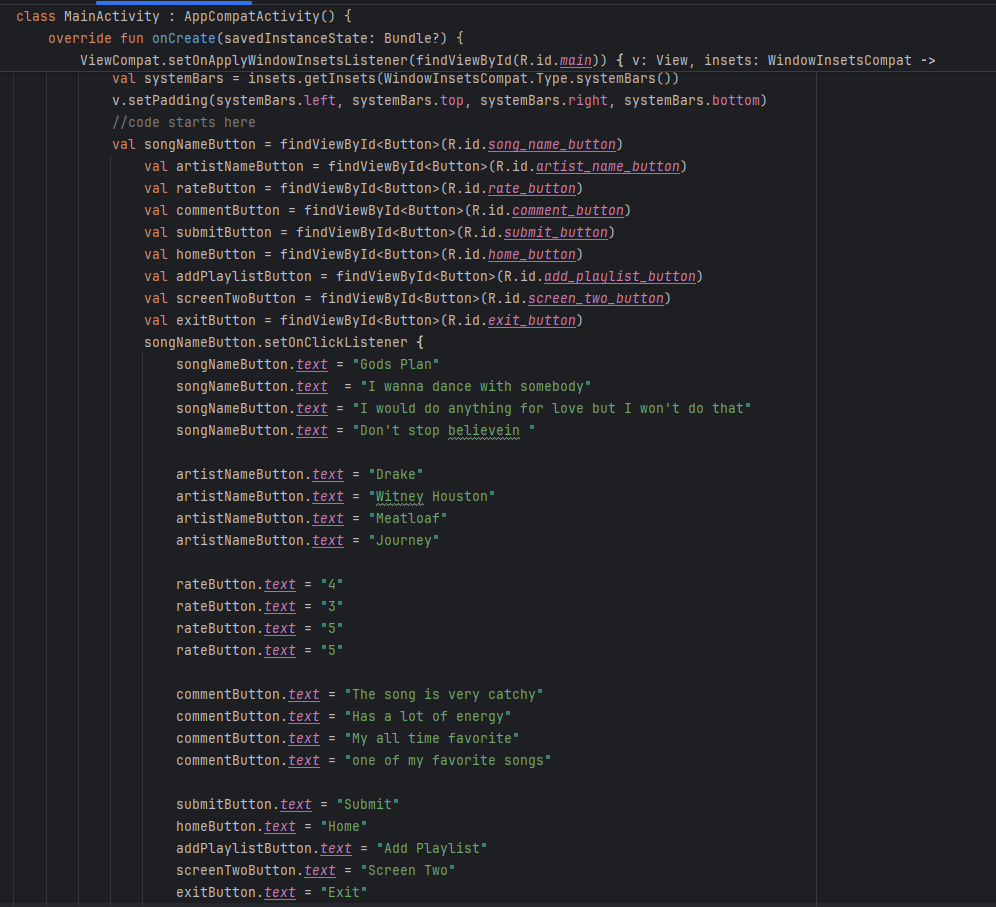 class MainActivity : AppCompatActivity() {
override fun onCreate(savedInstanceState: Bundle?) {
ViewCompat.setOnApplyWindowInsetsListener(findViewById(R.id.main)) { v: View, insets: WindowInsetsCompat ->
val systemBars = insets.getInsets(WindowInsetsCompat.Type.systemBars())
v.setPadding(systemBars.left, systemBars.top, systemBars.right, systemBars.bottom)
//code starts here
val songNameButton = findViewById<Button>(R.id.song_name_button)
val artistNameButton = findViewById<Button>(R.id.artist_name_button)
val rateButton = findViewById<Button>(R.id.rate_button)
val commentButton = findViewById<Button>(R.id.comment_button)
val submitButton = findViewById<Button>(R.id.submit_button)
val homeButton = findViewById<Button>(R.id.home_button)
val addPlaylistButton = findViewById<Button>(R.id.add_playlist_button)
val screenTwoButton = findViewById<Button>(R.id.screen_two_button)
val exitButton = findViewById<Button>(R.id.exit_button)
songNameButton.setOnClickListener {
songNameButton.text = "Gods Plan"
songNameButton.text  = "I wanna dance with somebody"
songNameButton.text = "I would do anything for love but I won't do that"
songNameButton.text = "Don't stop believein "
artistNameButton.text = "Drake"
artistNameButton.text = "Witney Houston"
artistNameButton.text = "Meatloaf"
artistNameButton.text = "Journey"
rateButton.text = "4"
rateButton.text = "3"
rateButton.text = "5"
rateButton.text = "5"
commentButton.text = "The song is very catchy"
commentButton.text = "Has a lot of energy"
commentButton.text = "My all time favorite"
commentButton.text = "one of my favorite songs"
submitButton.text = "Submit"
homeButton.text = "Home"
addPlaylistButton.text = "Add Playlist"
screenTwoButton.text = "Screen Two"
exitButton.text = "Exit"